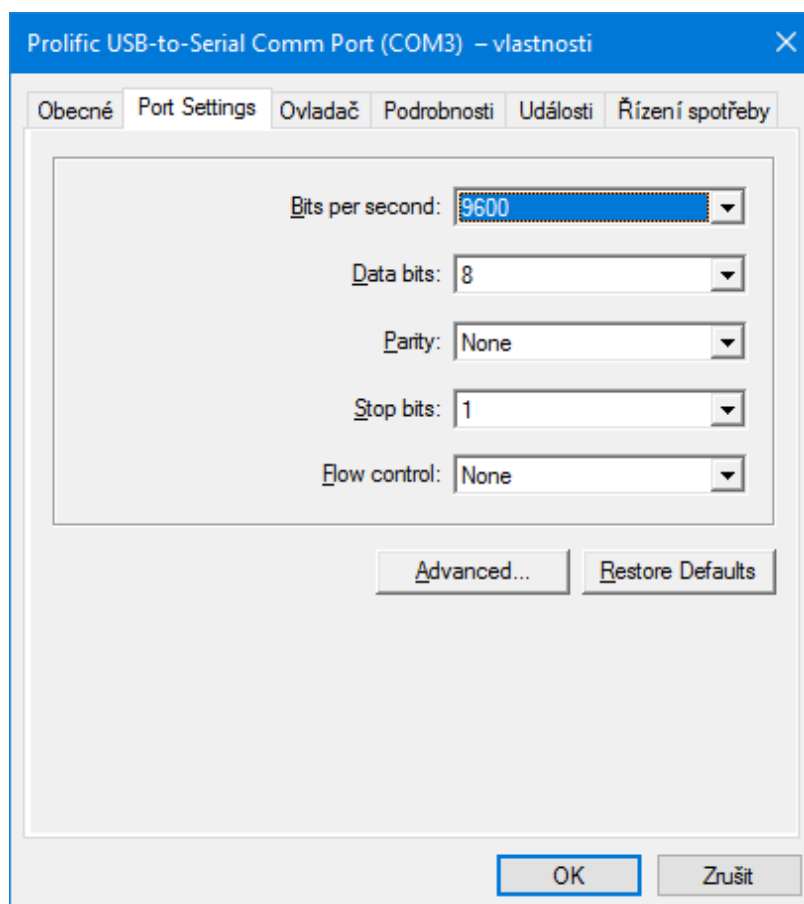 Prolific USB-to-Serial Comm Port (COM3) – vlastnosti
Obecné Port Settings Ovladač Podrobnosti Události Řízení spotřeby
Bits per second: 9600
Data bits: 8
Parity: None
Stop bits: 1
Flow control: None
Advanced... Restore Defaults
OK Zrušit